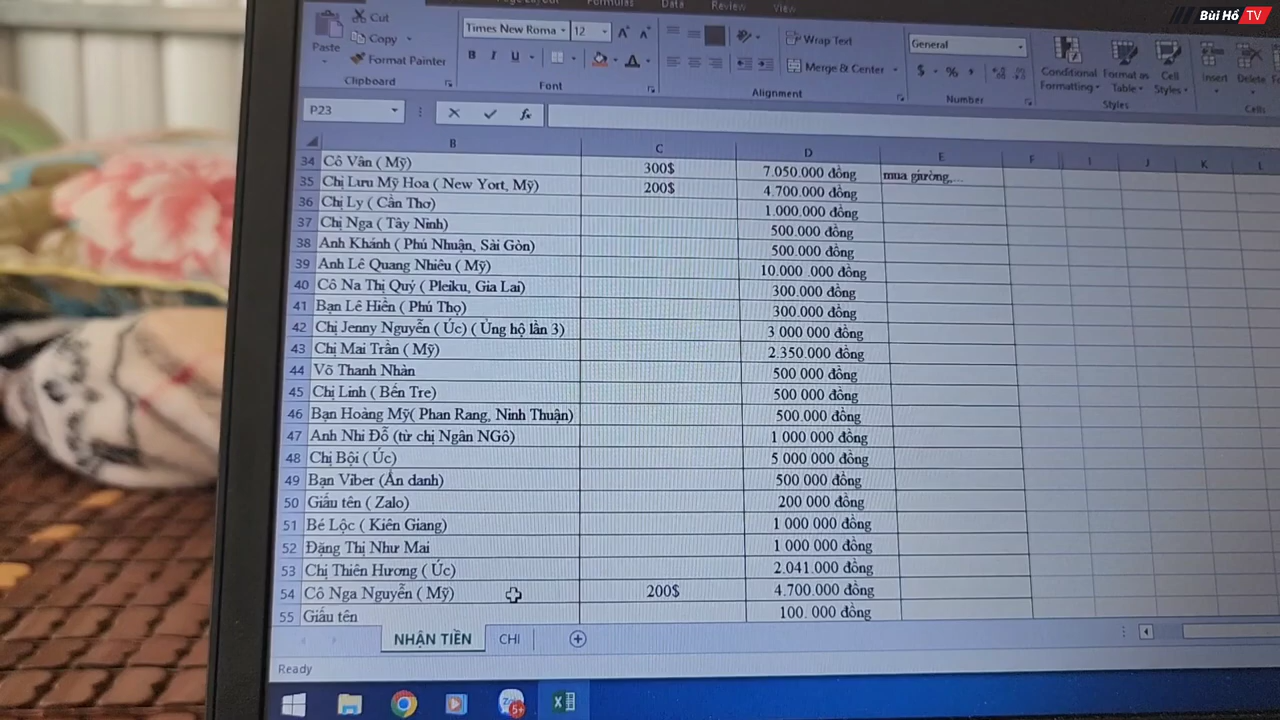 Bùi Hồ TV
Formulas Data Review View
Cut
Copy
Format Painter
Paste
Clipboard
Times New Roma 12
B I U
Font
Wrap Text
Merge & Center
Alignment
General
$ % ,
Number
Conditional Formatting
Format as Table
Cell Styles
Styles
Insert
Delete
Cells
P23
fx
B C D E F I J K L
34 Cô Vân ( Mỹ) 300$ 7.050.000 đồng mua giường,...
35 Chị Lưu Mỹ Hoa ( New Yort, Mỹ) 200$ 4.700.000 đồng
36 Chị Ly ( Cần Thơ) 1.000.000 đồng
37 Chị Nga ( Tây Ninh) 500.000 đồng
38 Anh Khánh ( Phú Nhuận, Sài Gòn) 500.000 đồng
39 Anh Lê Quang Nhiêu ( Mỹ) 10.000 .000 đồng
40 Cô Na Thị Quý ( Pleiku, Gia Lai) 300.000 đồng
41 Bạn Lê Hiền ( Phú Thọ) 300.000 đồng
42 Chị Jenny Nguyễn ( Úc) ( Ủng hộ lần 3) 3 000 000 đồng
43 Chị Mai Trần ( Mỹ) 2.350.000 đồng
44 Võ Thanh Nhàn 500 000 đồng
45 Chị Linh ( Bến Tre) 500 000 đồng
46 Bạn Hoàng Mỹ( Phan Rang, Ninh Thuận) 500.000 đồng
47 Anh Nhi Đỗ (từ chị Ngân NGô) 1 000 000 đồng
48 Chị Bội ( Úc) 5 000 000 đồng
49 Bạn Viber (Ẩn danh) 500 000 đồng
50 Giấu tên ( Zalo) 200 000 đồng
51 Bé Lộc ( Kiên Giang) 1 000 000 đồng
52 Đặng Thị Như Mai 1 000 000 đồng
53 Chị Thiên Hương ( Úc) 2.041.000 đồng
54 Cô Nga Nguyễn ( Mỹ) 200$ 4.700.000 đồng
55 Giấu tên 100. 000 đồng
NHẬN TIỀN CHI
Ready
5+